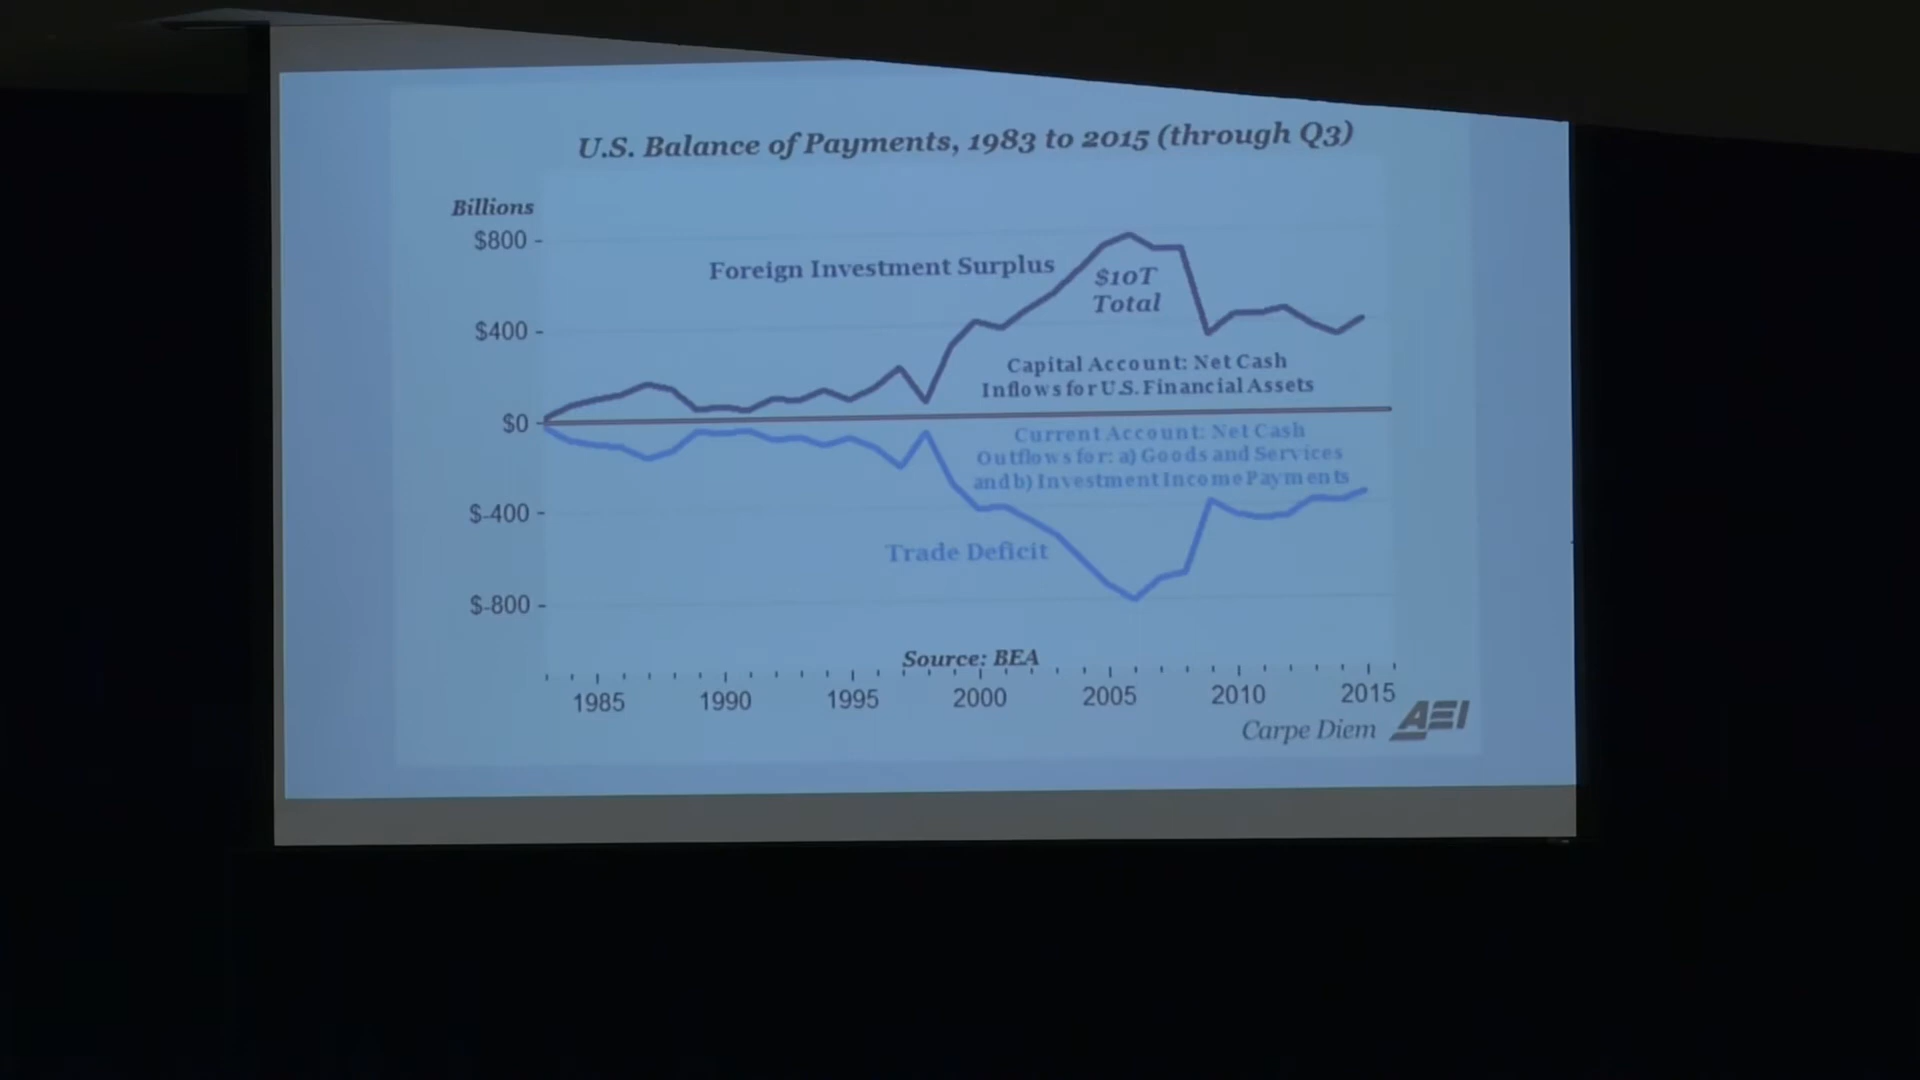 U.S. Balance of Payments, 1983 to 2015 (through Q3)
Billions
$800
Foreign Investment Surplus
$10T
Total
$400
Capital Account: Net Cash
Inflows for U.S. Financial Assets
$0
Current Account: Net Cash
Outflows for: a) Goods and Services
and b) Investment Income Payments
$-400
Trade Deficit
$-800
Source: BEA
1985 1990 1995 2000 2005 2010 2015
Carpe Diem AEI